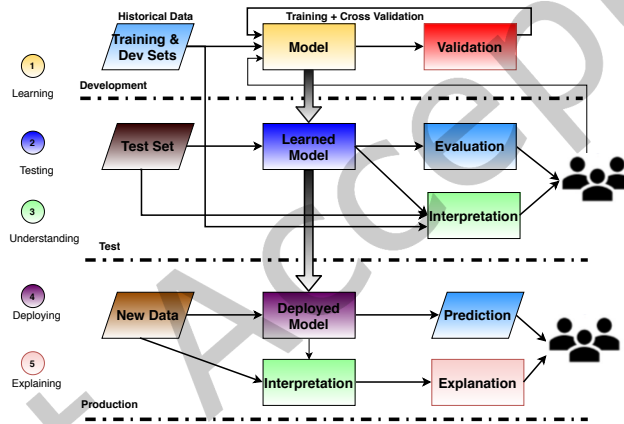 Historical Data
Training + Cross Validation
Training &
Dev Sets
Model
Validation
1
Learning
Development
2
Testing
Test Set
Learned
Model
Evaluation
3
Understanding
Interpretation
Test
4
Deploying
New Data
Deployed
Model
Prediction
5
Explaining
Interpretation
Explanation
Production